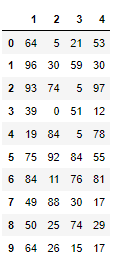 1 2 3 4
0 64 5 21 53
1 96 30 59 30
2 93 74 5 97
3 39 0 51 12
4 19 84 5 78
5 75 92 84 55
6 84 11 76 81
7 49 88 30 17
8 50 25 74 29
9 64 26 15 17